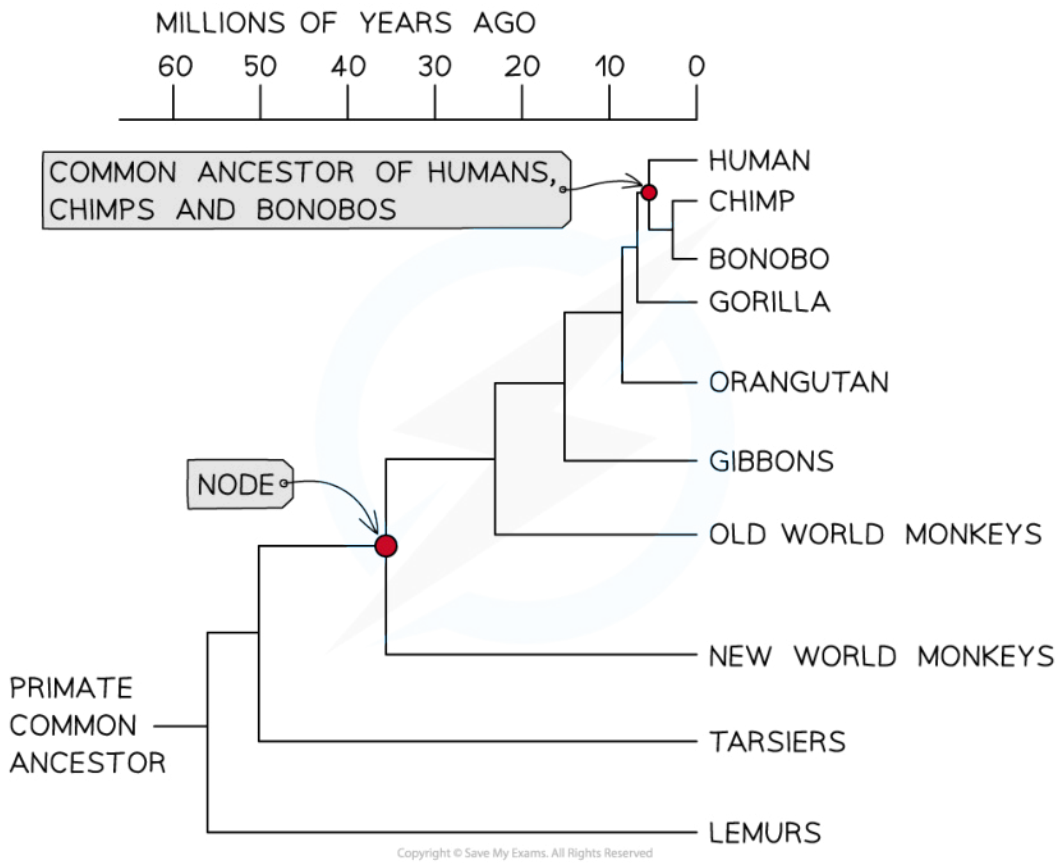 MILLIONS OF YEARS AGO
60 50 40 30 20 10 0
COMMON ANCESTOR OF HUMANS,
CHIMPS AND BONOBOS
HUMAN
CHIMP
BONOBO
GORILLA
ORANGUTAN
GIBBONS
NODE
OLD WORLD MONKEYS
NEW WORLD MONKEYS
PRIMATE
COMMON
ANCESTOR
TARSIERS
LEMURS
Copyright © Save My Exams. All Rights Reserved